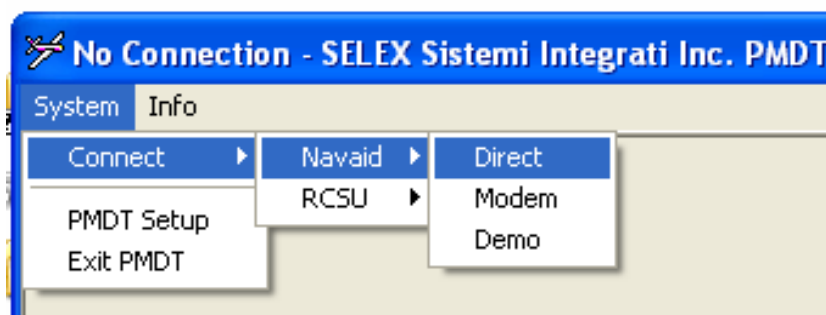 No Connection - SELEX Sistemi Integrati Inc. PMDT
System Info
Connect Navaid Direct
RCSU Modem
PMDT Setup Demo
Exit PMDT